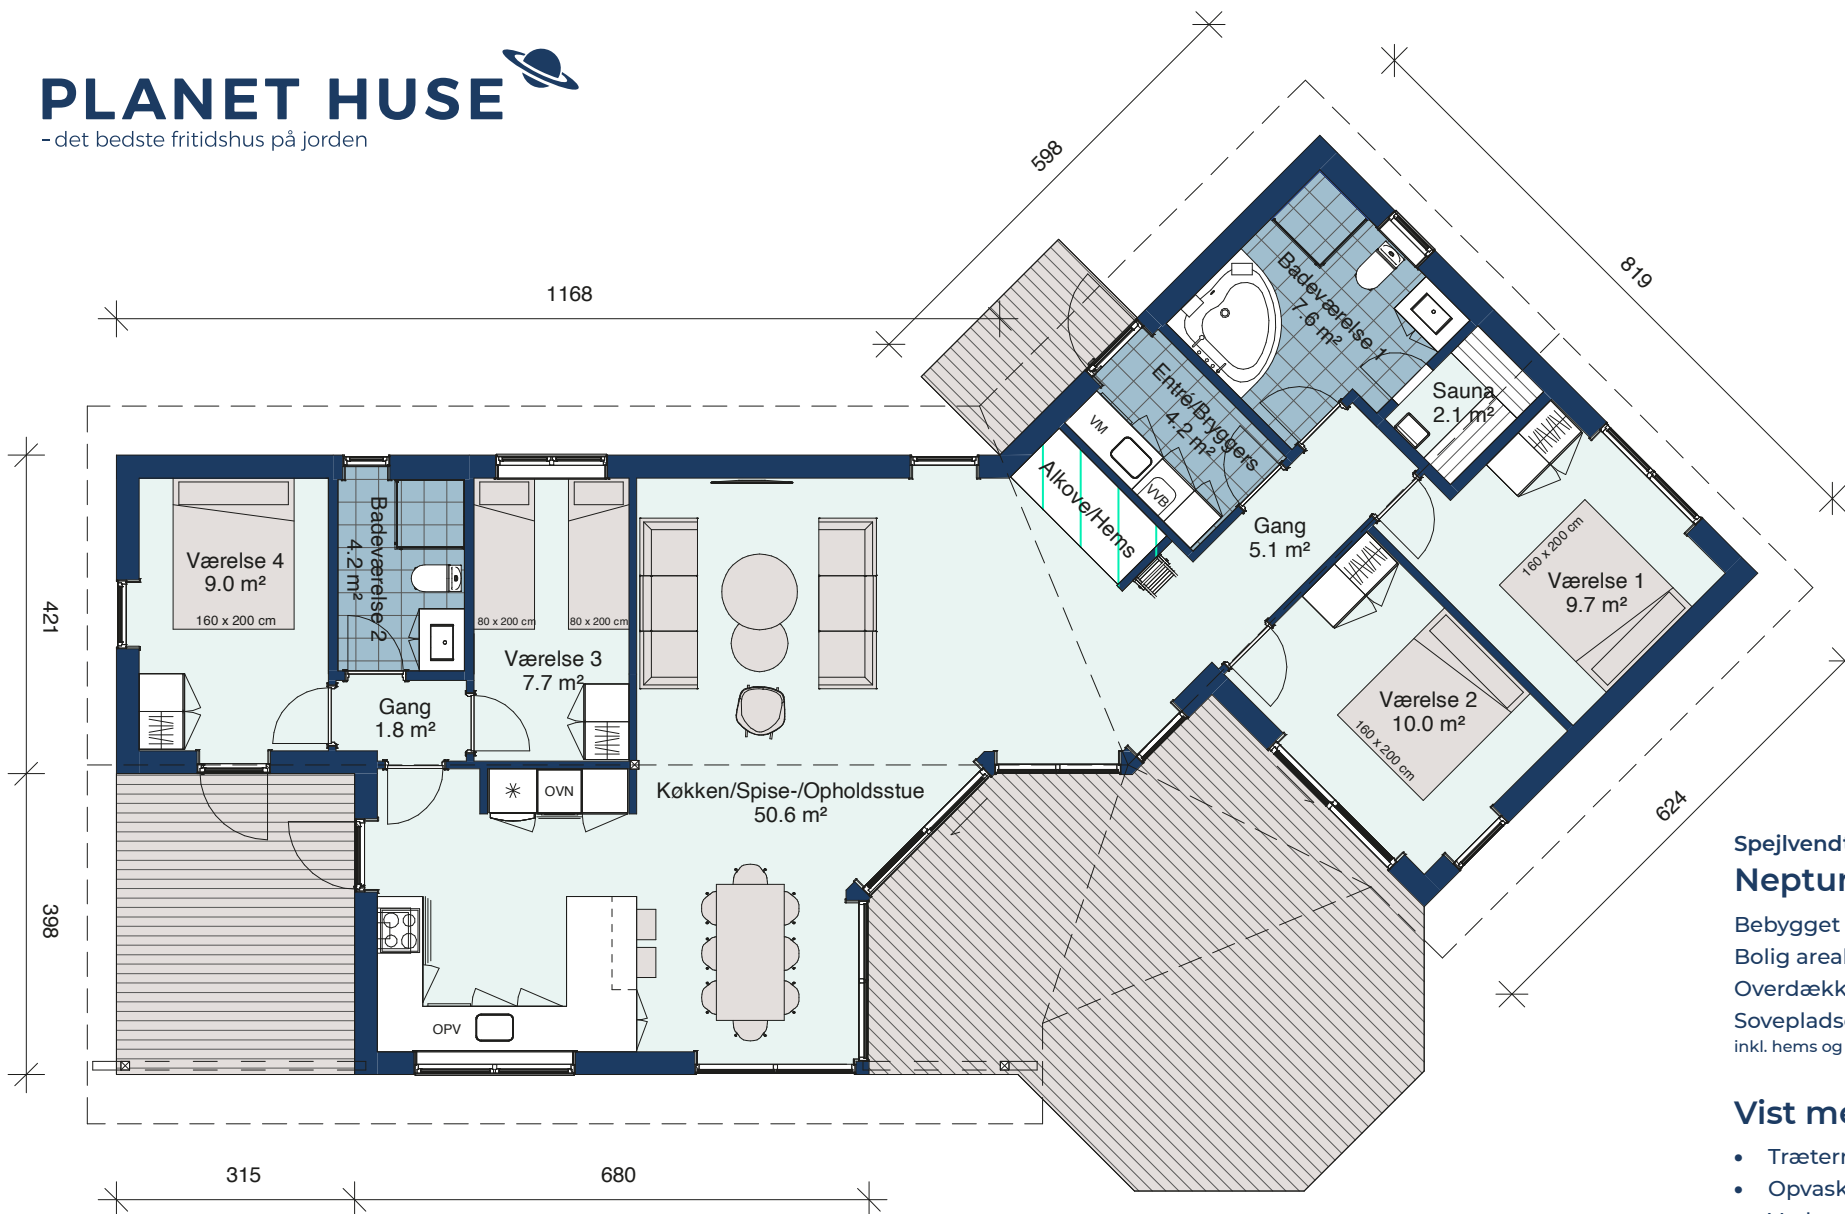 PLANET HUSE
- det bedste fritidshus på jorden
598
819
1168
Badeværelse 1
7.6 m²
Entré/Bryggers
4.2 m²
Sauna
2.1 m²
VM
VVB
Alkove/Hems
Gang
5.1 m²
Værelse 4
9.0 m²
160 x 200 cm
Badeværelse 2
4.2 m²
80 x 200 cm
80 x 200 cm
Værelse 3
7.7 m²
160 x 200 cm
Værelse 1
9.7 m²
421
Gang
1.8 m²
Værelse 2
10.0 m²
160 x 200 cm
OVN
Køkken/Spise-/Opholdsstue
50.6 m²
624
398
OPV
315
680
Spejlvend
Neptun
Bebygget
Bolig areal
Overdækk
Sovepladse
inkl. hems og
Vist me
• Træterr
• Opvask